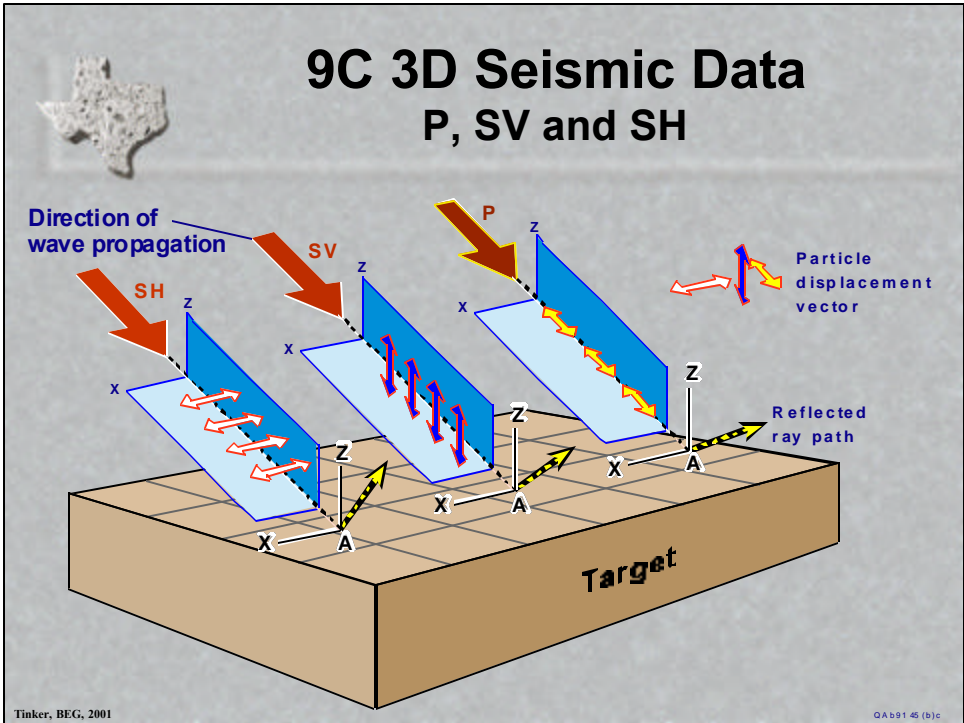 9C 3D Seismic Data
P, SV and SH
Direction of
wave propagation
SH
SV
P
Z
X
Z
X
Z
X
Particle
displacement
vector
Reflected
ray path
Z
X
A
Z
X
A
Z
X
A
Target
Tinker, BEG, 2001
QAb9145(b)c